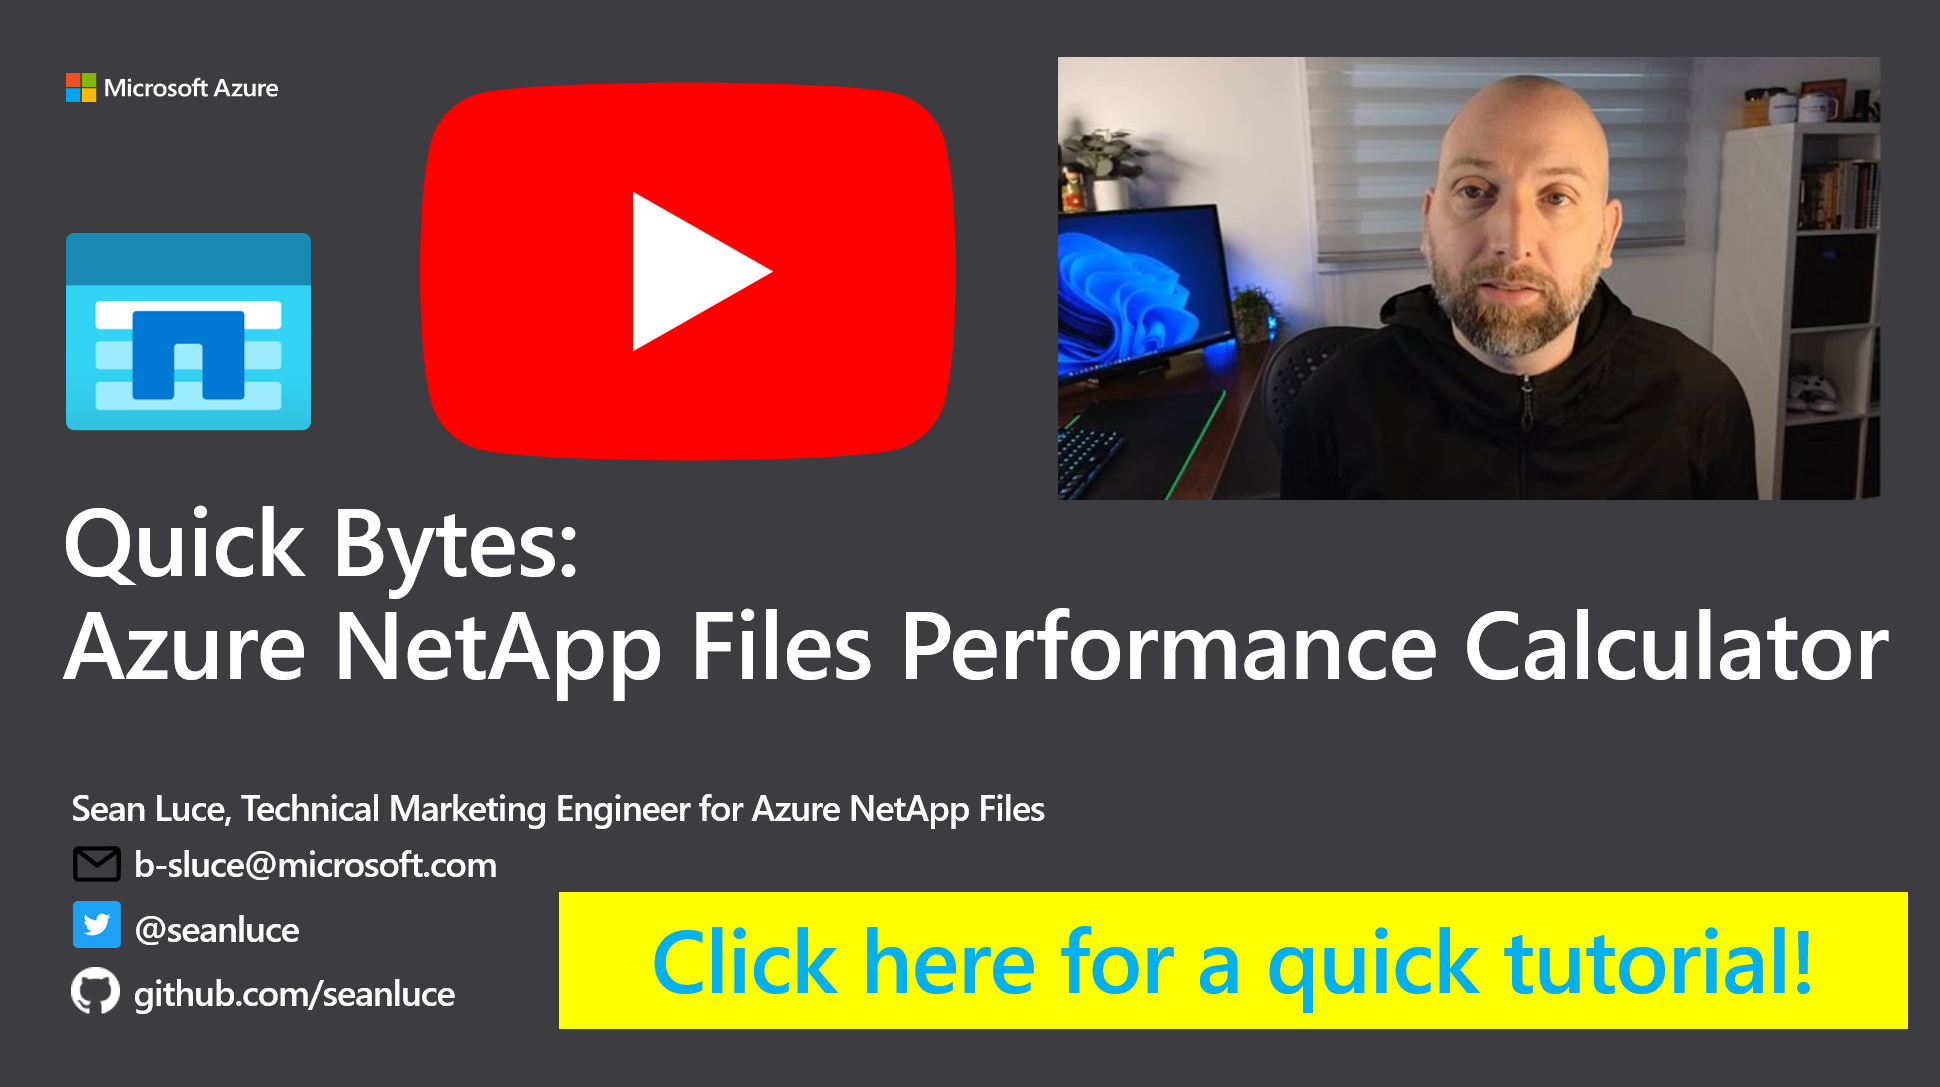 Microsoft Azure
Quick Bytes:
Azure NetApp Files Performance Calculator
Sean Luce, Technical Marketing Engineer for Azure NetApp Files
b-sluce@microsoft.com
@seanluce
github.com/seanluce
Click here for a quick tutorial!